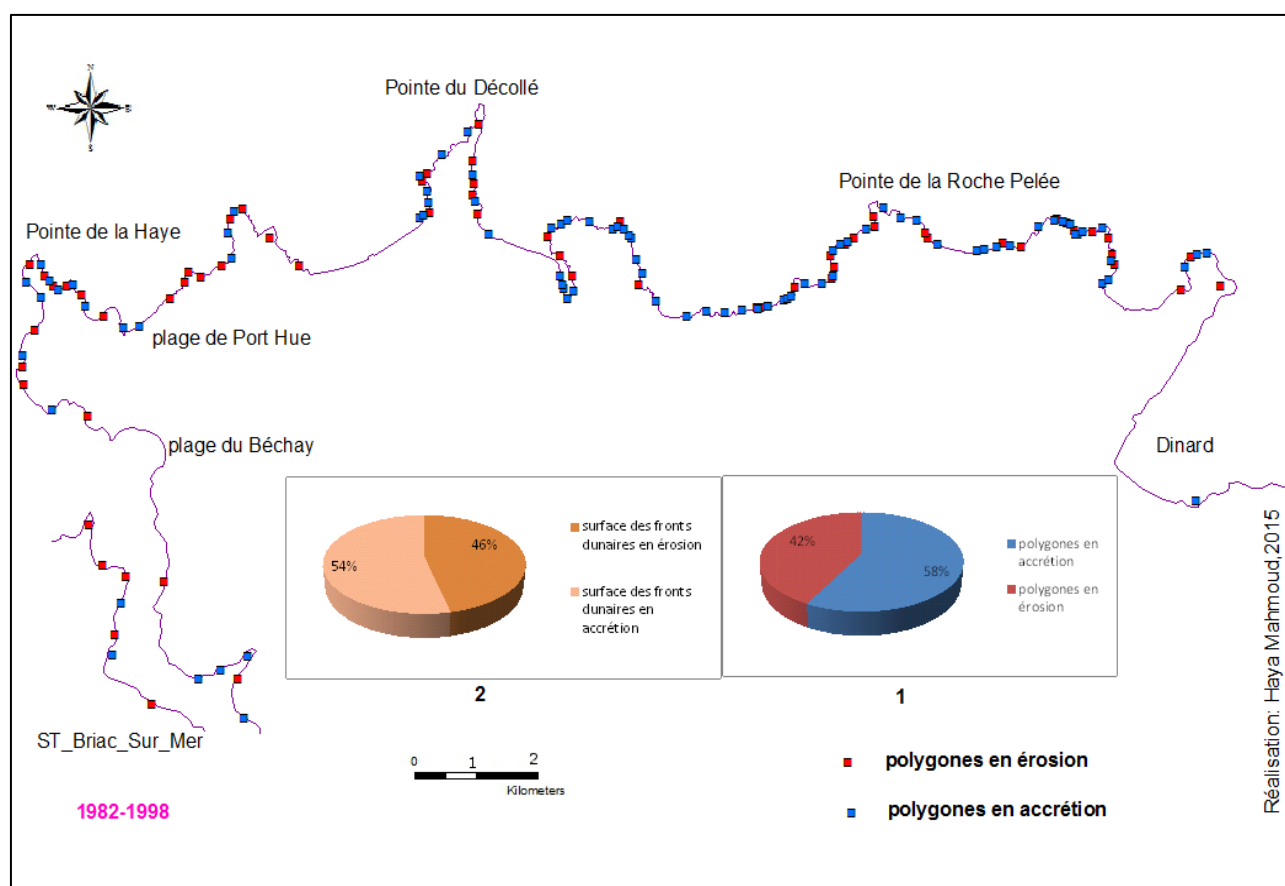 N
W
E
S
Pointe du Décollé
Pointe de la Roche Pelée
Pointe de la Haye
plage de Port Hue
plage du Béchay
Dinard
54%
46%
surface des fronts
dunaires en érosion
surface des fronts
dunaires en
accrétion
42%
58%
polygones en
accrétion
polygones en
érosion
2
1
ST_Briac_Sur_Mer
0 1 2
Kilometers
polygones en érosion
polygones en accrétion
1982-1998
Réalisation: Haya Mahmoud,2015